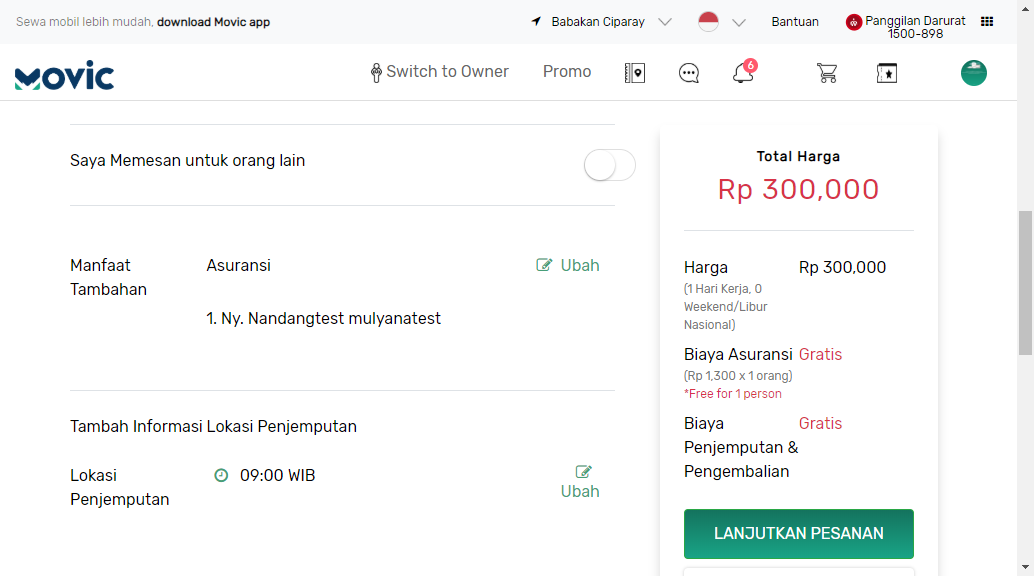 Sewa mobil lebih mudah, download Movic app
Babakan Ciparay
Bantuan
Panggilan Darurat
1500-898
MOVIC
Switch to Owner
Promo
6
Saya Memesan untuk orang lain
Manfaat
Tambahan
Asuransi
Ubah
1. Ny. Nandangtest mulyanatest
Tambah Informasi Lokasi Penjemputan
Lokasi
Penjemputan
09:00 WIB
Ubah
Total Harga
Rp 300,000
Harga
Rp 300,000
(1 Hari Kerja, 0
Weekend/Libur
Nasional)
Biaya Asuransi
Gratis
(Rp 1,300 x 1 orang)
*Free for 1 person
Biaya
Penjemputan &
Pengembalian
Gratis
LANJUTKAN PESANAN